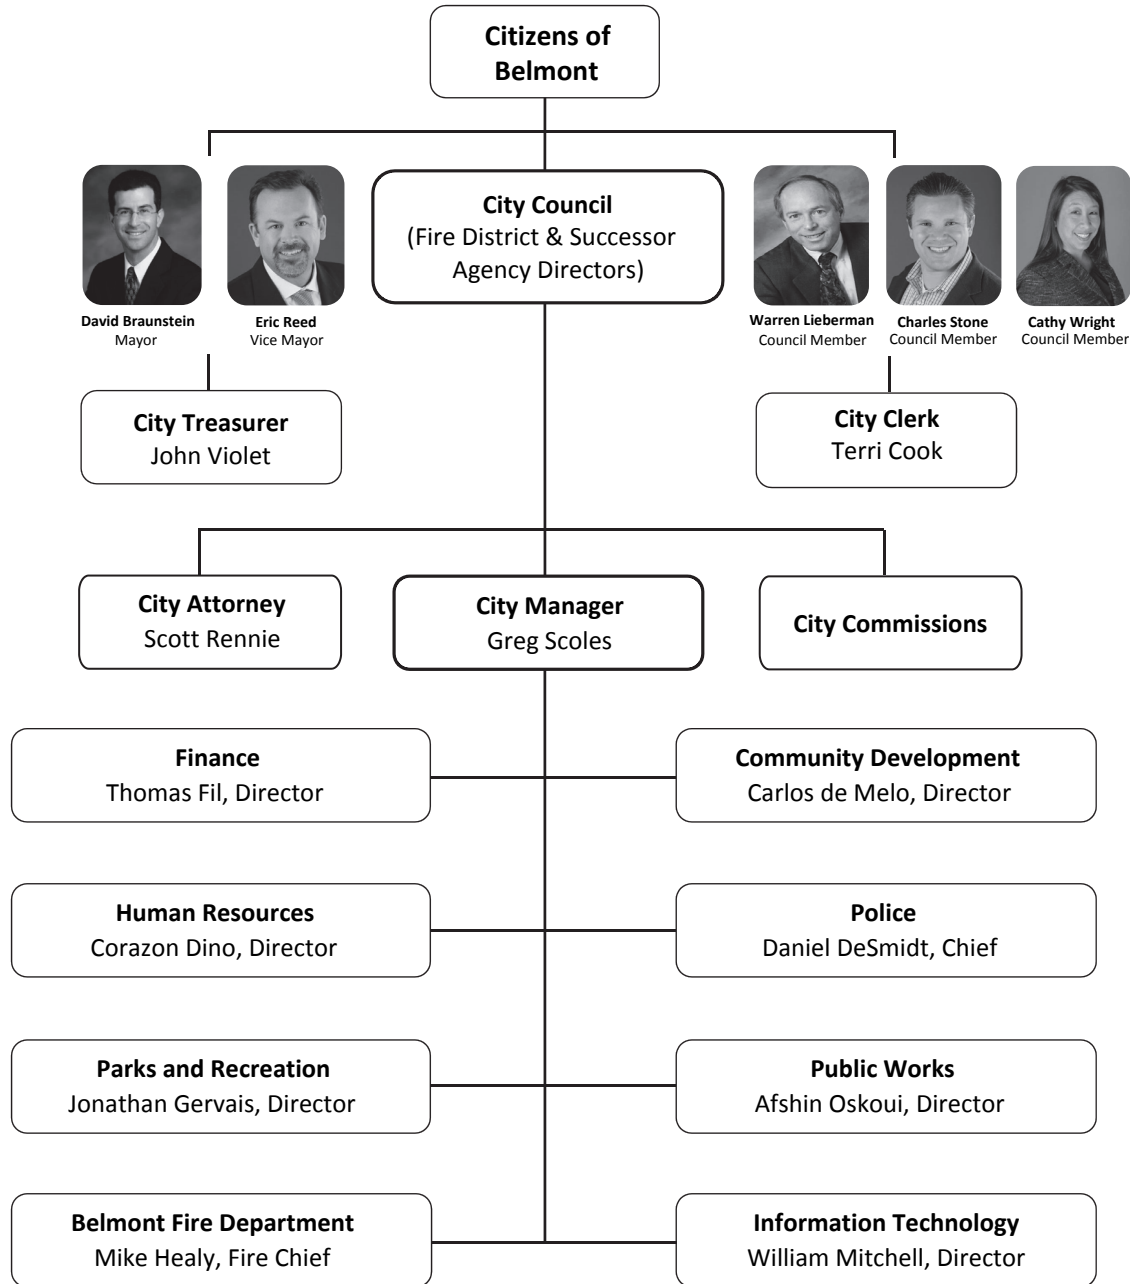 Citizens of
Belmont
City Council
(Fire District & Successor
Agency Directors)
David Braunstein
Mayor
Eric Reed
Vice Mayor
Warren Lieberman
Council Member
Charles Stone
Council Member
Cathy Wright
Council Member
City Treasurer
John Violet
City Clerk
Terri Cook
City Attorney
Scott Rennie
City Manager
Greg Scoles
City Commissions
Finance
Thomas Fil, Director
Community Development
Carlos de Melo, Director
Human Resources
Corazon Dino, Director
Police
Daniel DeSmidt, Chief
Parks and Recreation
Jonathan Gervais, Director
Public Works
Afshin Oskoui, Director
Belmont Fire Department
Mike Healy, Fire Chief
Information Technology
William Mitchell, Director